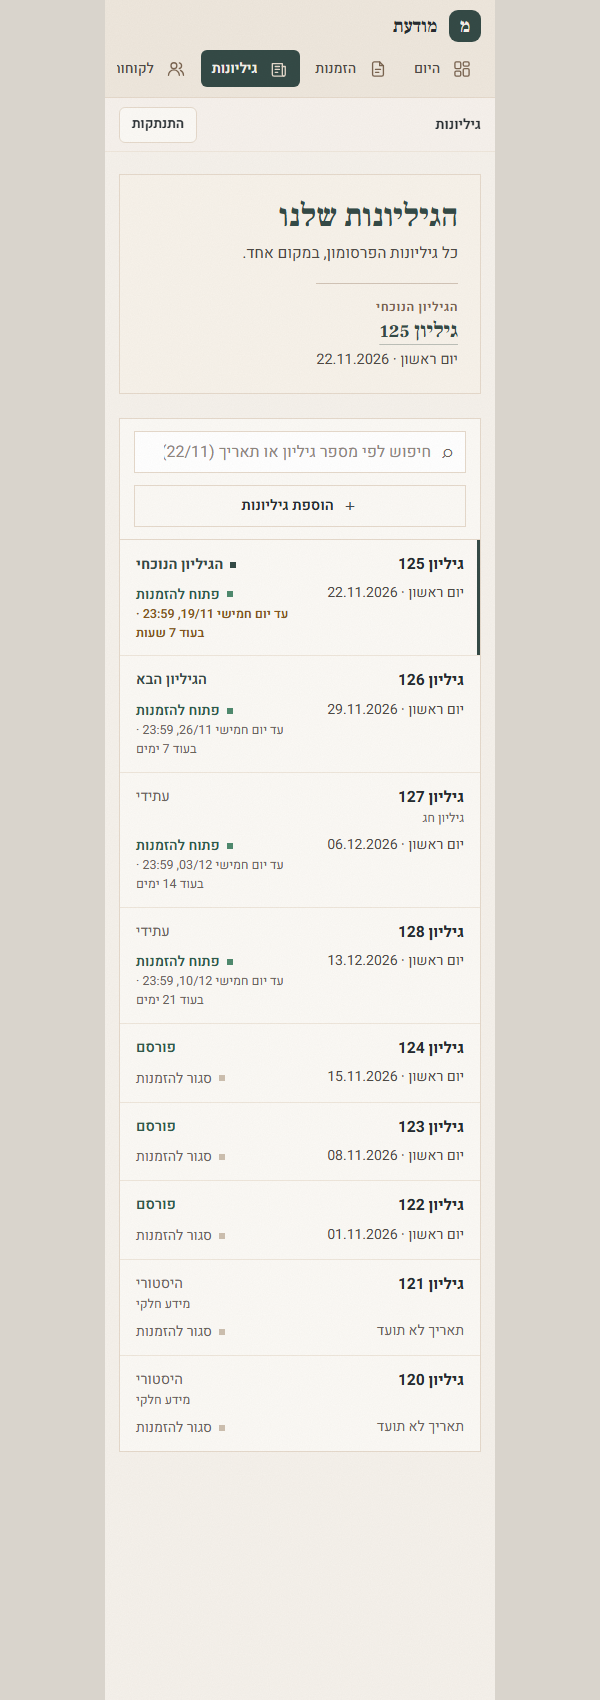 מ מודעת
היום הזמנות גיליונות לקוחור
גיליונות התנתקות
הגיליונות שלנו
כל גיליונות הפרסומון, במקום אחד.
הגיליון הנוכחי
גיליון 125
יום ראשון · 22.11.2026
חיפוש לפי מספר גיליון או תאריך (22/11)
+ הוספת גיליונות
גיליון 125 הגיליון הנוכחי
יום ראשון · 22.11.2026 פתוח להזמנות
עד יום חמישי 19/11, 23:59 ·
בעוד 7 שעות
גיליון 126 הגיליון הבא
יום ראשון · 29.11.2026 פתוח להזמנות
עד יום חמישי 26/11, 23:59 ·
בעוד 7 ימים
גיליון 127 עתידי
גיליון חג
יום ראשון · 06.12.2026 פתוח להזמנות
עד יום חמישי 03/12, 23:59 ·
בעוד 14 ימים
גיליון 128 עתידי
יום ראשון · 13.12.2026 פתוח להזמנות
עד יום חמישי 10/12, 23:59 ·
בעוד 21 ימים
גיליון 124 פורסם
יום ראשון · 15.11.2026 סגור להזמנות
גיליון 123 פורסם
יום ראשון · 08.11.2026 סגור להזמנות
גיליון 122 פורסם
יום ראשון · 01.11.2026 סגור להזמנות
גיליון 121 היסטורי
מידע חלקי
תאריך לא תועד סגור להזמנות
גיליון 120 היסטורי
מידע חלקי
תאריך לא תועד סגור להזמנות